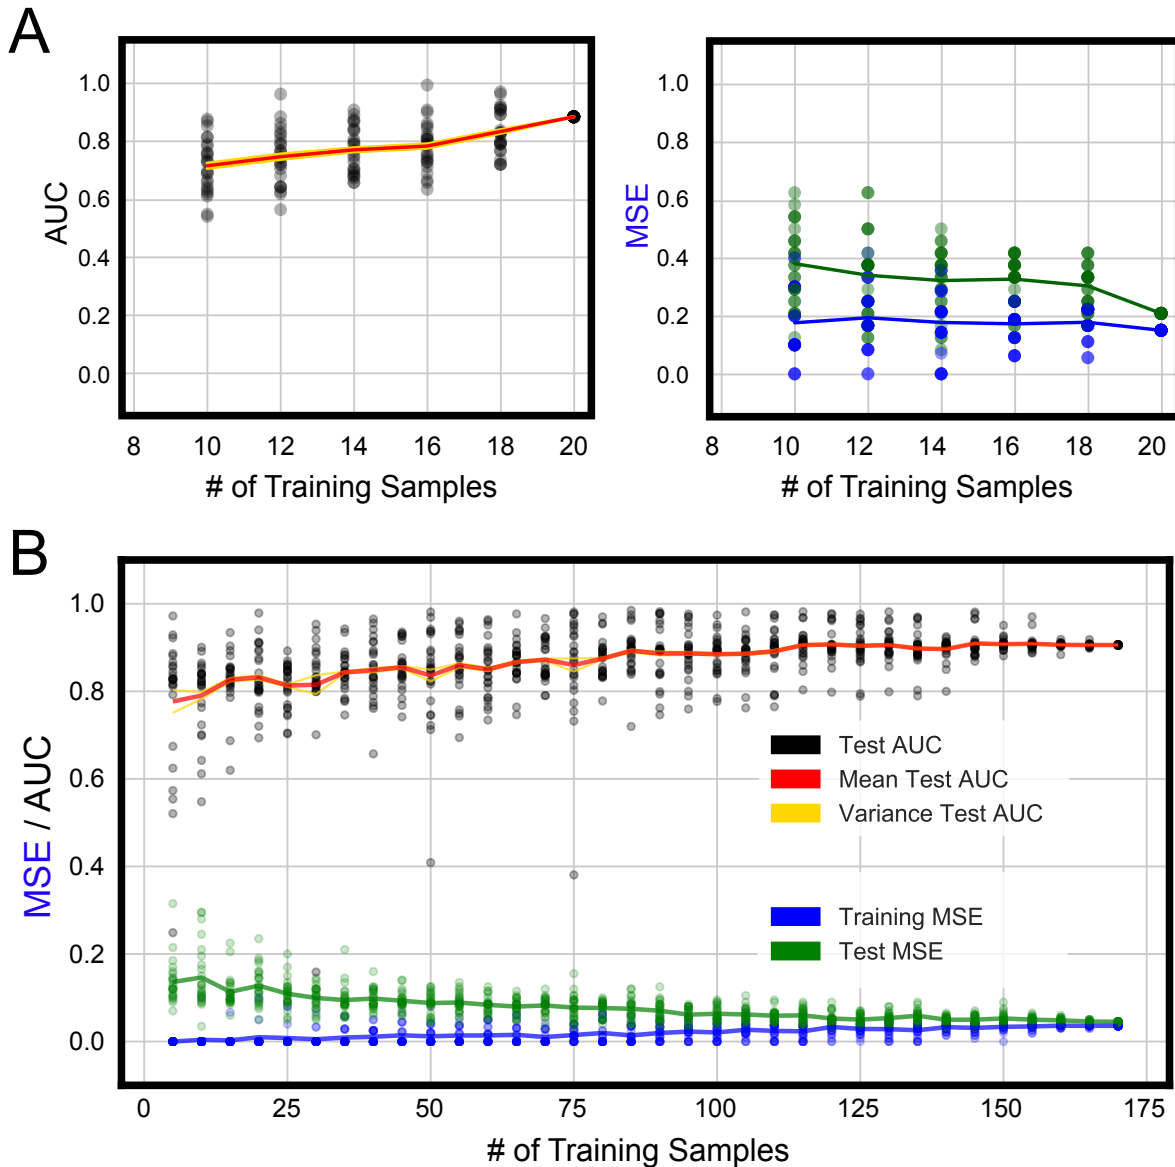 A
1.0
0.8
0.6
0.4
0.2
0.0
AUC
8 10 12 14 16 18 20
# of Training Samples
1.0
0.8
0.6
0.4
0.2
0.0
MSE
8 10 12 14 16 18 20
# of Training Samples
B
1.0
0.8
0.6
0.4
0.2
0.0
MSE / AUC
Test AUC
Mean Test AUC
Variance Test AUC
Training MSE
Test MSE
0 25 50 75 100 125 150 175
# of Training Samples